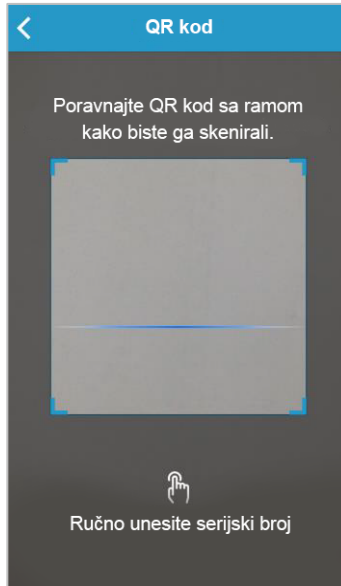 QR kod
Poravnajte QR kod sa ramom
kako biste ga skenirali.
Ručno unesite serijski broj